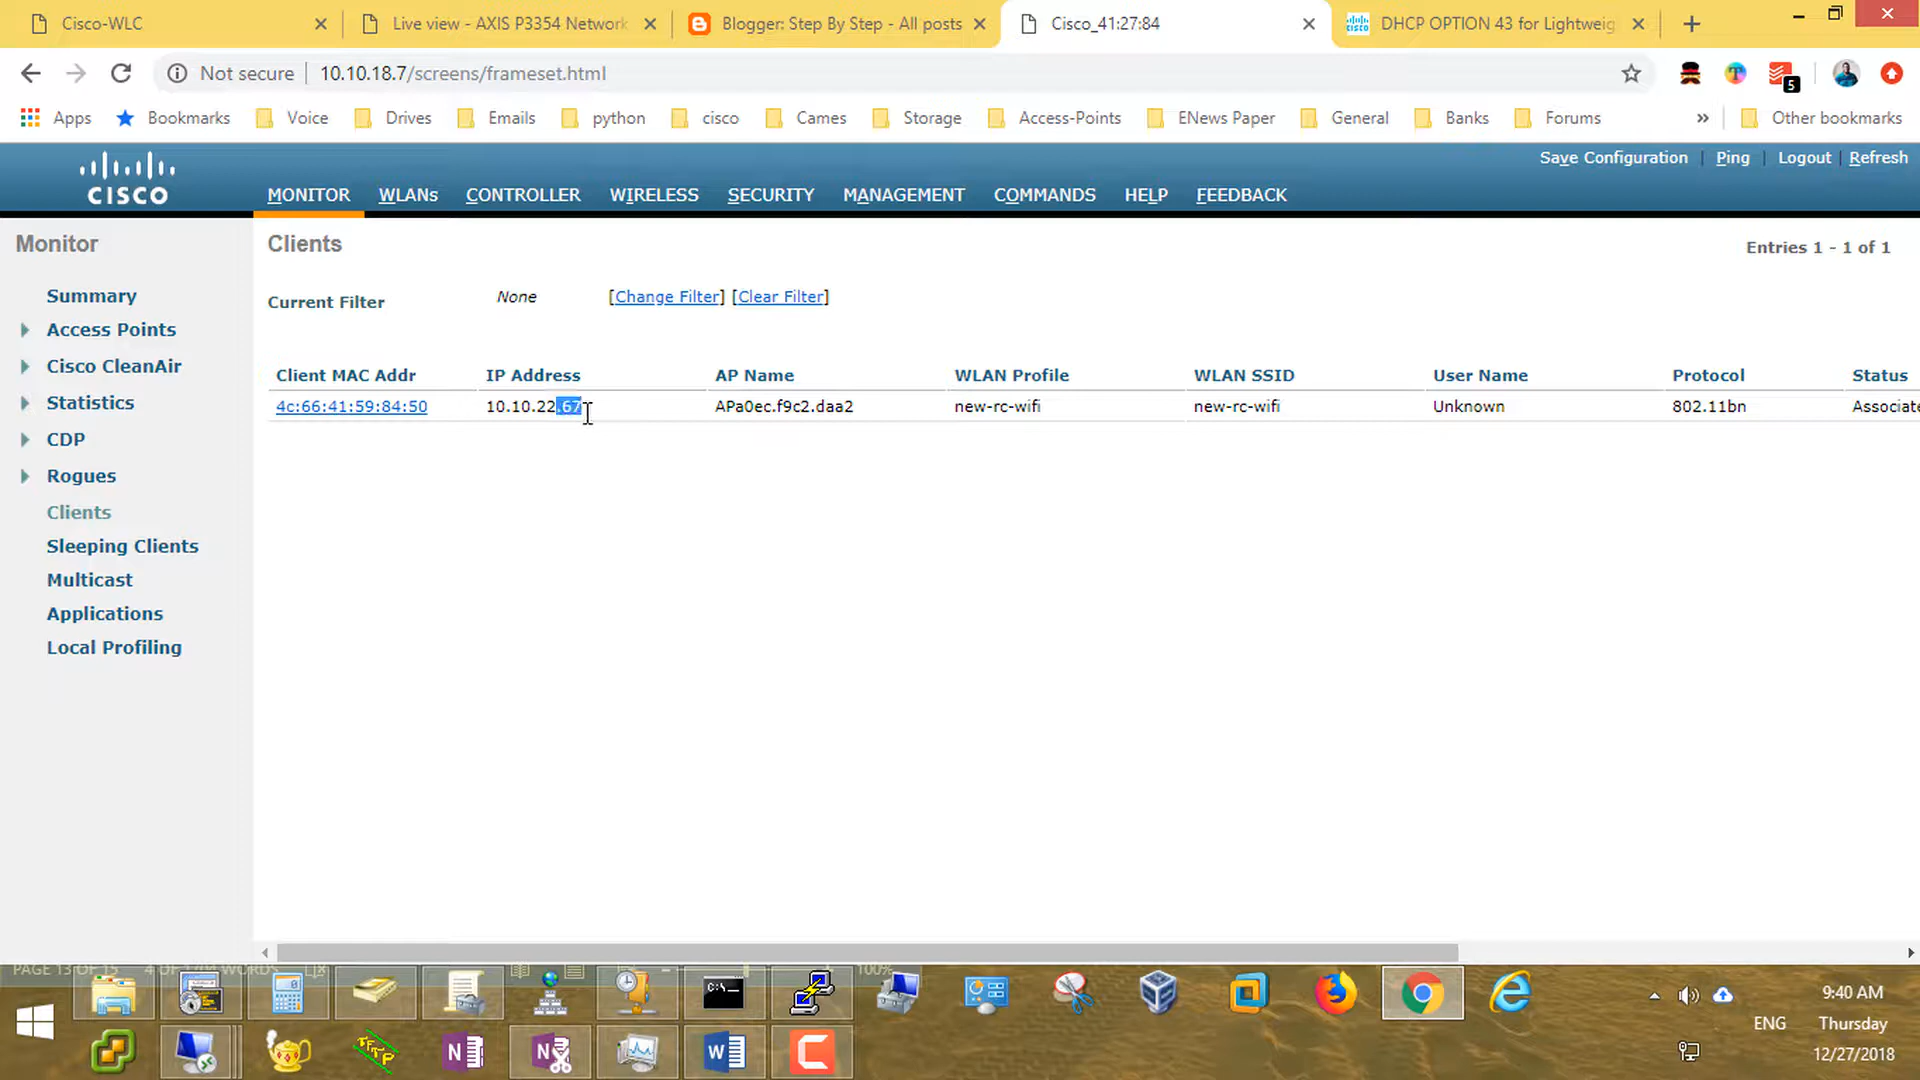 Cisco-WLC
Live view - AXIS P3354 Network
Blogger: Step By Step - All posts
Cisco_41:27:84
DHCP OPTION 43 for Lightweig
Not secure
10.10.18.7/screens/frameset.html
5
Apps
Bookmarks
Voice
Drives
Emails
python
cisco
Cames
Storage
Access-Points
ENews Paper
General
Banks
Forums
»
Other bookmarks
Save Configuration
Ping
Logout
Refresh
CISCO
MONITOR
WLANs
CONTROLLER
WIRELESS
SECURITY
MANAGEMENT
COMMANDS
HELP
FEEDBACK
Monitor
Summary
Access Points
Cisco CleanAir
Statistics
CDP
Rogues
Clients
Sleeping Clients
Multicast
Applications
Local Profiling
Clients
Entries 1 - 1 of 1
Current Filter
None
[Change Filter] [Clear Filter]
Client MAC Addr
IP Address
AP Name
WLAN Profile
WLAN SSID
User Name
Protocol
Status
4c:66:41:59:84:50
10.10.22.67
APa0ec.f9c2.daa2
new-rc-wifi
new-rc-wifi
Unknown
802.11bn
Associate
PAGE 13 OF 15
100%
C:\_
TFTP
N
N
W
C
9:40 AM
ENG
Thursday
12/27/2018